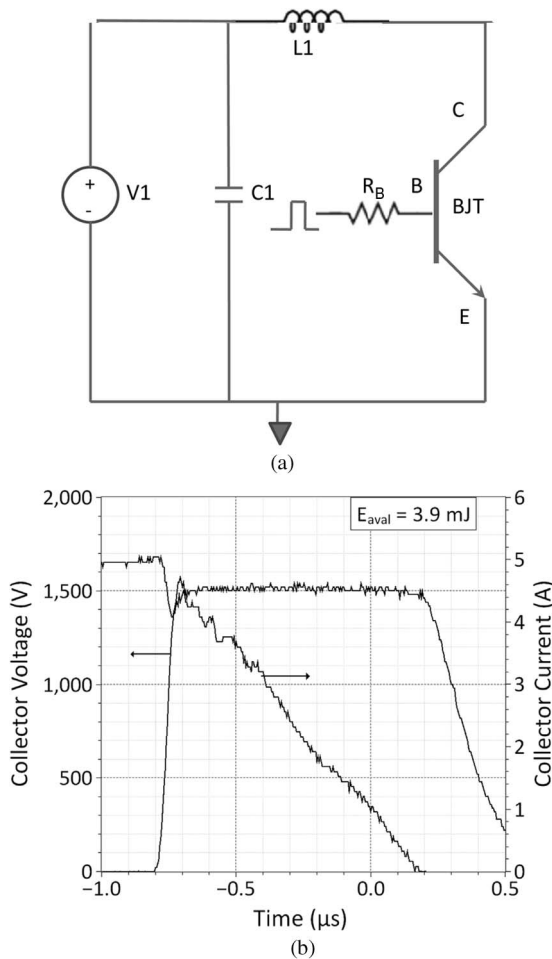 L1
C
V1
C1
R_B
B
BJT
+
-
E
(a)
2,000
1,500
1,000
500
0
Collector Voltage (V)
E_aval = 3.9 mJ
6
5
4
3
2
1
0
Collector Current (A)
−1.0
−0.5
0.0
0.5
Time (µs)
(b)